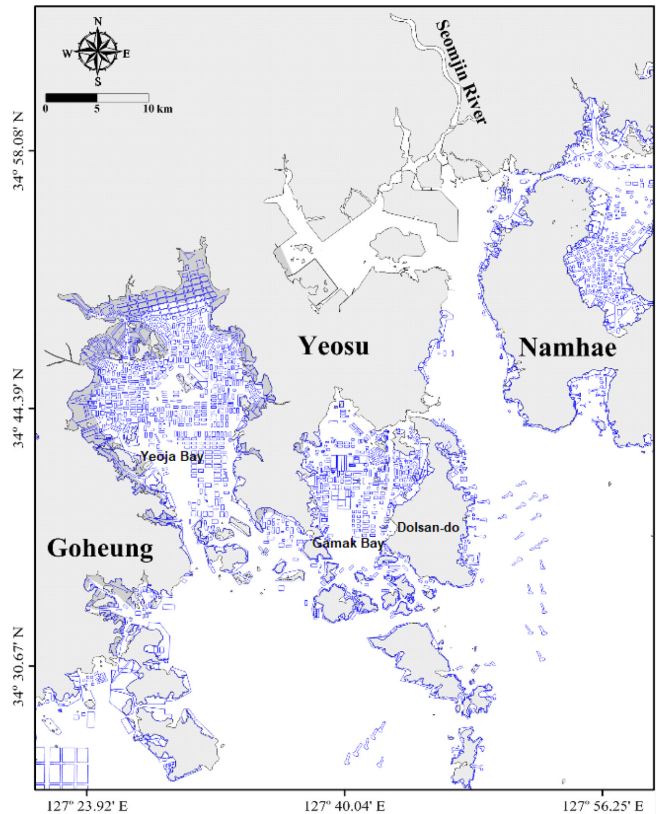 N
W E
S
0 5 10 km
Seomjin River
34° 58.08' N
Yeosu
Namhae
34° 44.39' N
Yeoja Bay
Dolsan-do
Gamak Bay
Goheung
34° 30.67' N
127° 23.92' E 127° 40.04' E 127° 56.25' E